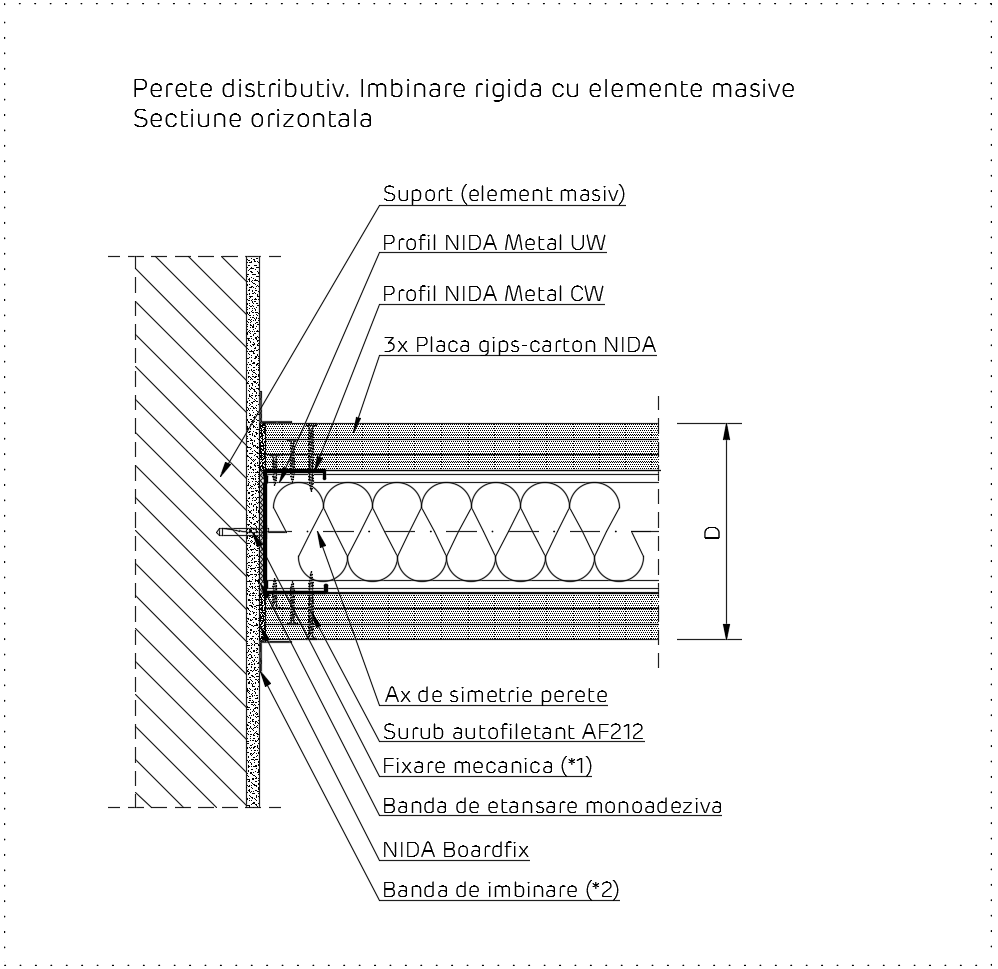 Perete distributiv. Imbinare rigida cu elemente masive
Sectiune orizontala
Suport (element masiv)
Profil NIDA Metal UW
Profil NIDA Metal CW
3x Placa gips-carton NIDA
D
Ax de simetrie perete
Surub autofiletant AF212
Fixare mecanica (*1)
Banda de etansare monoadeziva
NIDA Boardfix
Banda de imbinare (*2)